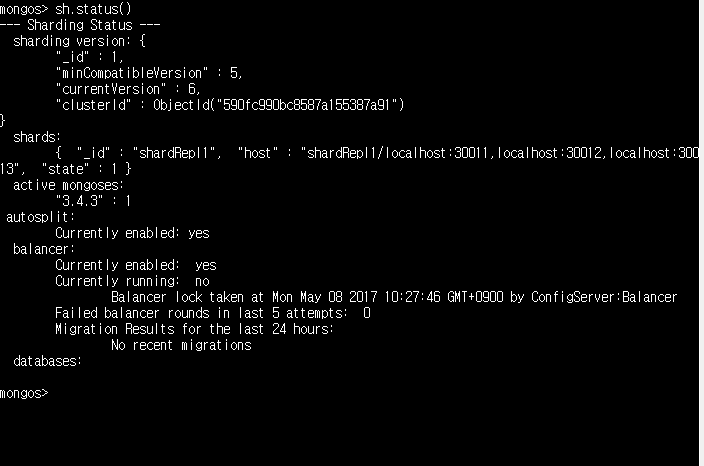 mongos> sh.status()
--- Sharding Status ---
  sharding version: {
        "_id" : 1,
        "minCompatibleVersion" : 5,
        "currentVersion" : 6,
        "clusterId" : ObjectId("590fc990bc8587a155387a91")
}
  shards:
        {  "_id" : "shardRepl1",  "host" : "shardRepl1/localhost:30011,localhost:30012,localhost:300
13",  "state" : 1 }
  active mongoses:
        "3.4.3" : 1
 autosplit:
        Currently enabled: yes
  balancer:
        Currently enabled:  yes
        Currently running:  no
                Balancer lock taken at Mon May 08 2017 10:27:46 GMT+0900 by ConfigServer:Balancer
        Failed balancer rounds in last 5 attempts:  0
        Migration Results for the last 24 hours:
                No recent migrations
  databases:

mongos>